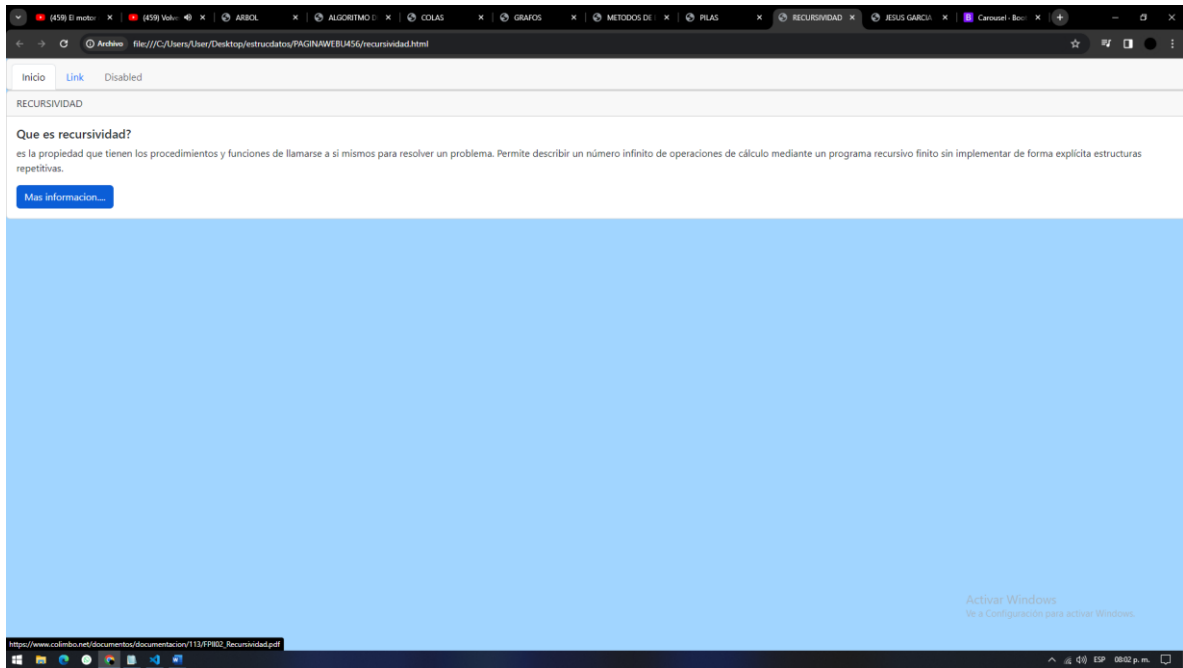 (459) El motor
(459) Volve
ARBOL
ALGORITMO D
COLAS
GRAFOS
METODOS DE
PILAS
RECURSIVIDAD
JESUS GARCIA
Carousel · Boo
Archivo file:///C:/Users/User/Desktop/estrucdatos/PAGINAWEBU456/recursividad.html
Inicio Link Disabled
RECURSIVIDAD
Que es recursividad?
es la propiedad que tienen los procedimientos y funciones de llamarse a si mismos para resolver un problema. Permite describir un número infinito de operaciones de cálculo mediante un programa recursivo finito sin implementar de forma explícita estructuras
repetitivas.
Mas informacion....
Activar Windows
Ve a Configuración para activar Windows.
https://www.colimbo.net/documentos/documentacion/113/FPII02_Recursividad.pdf
ESP 08:02 p. m.